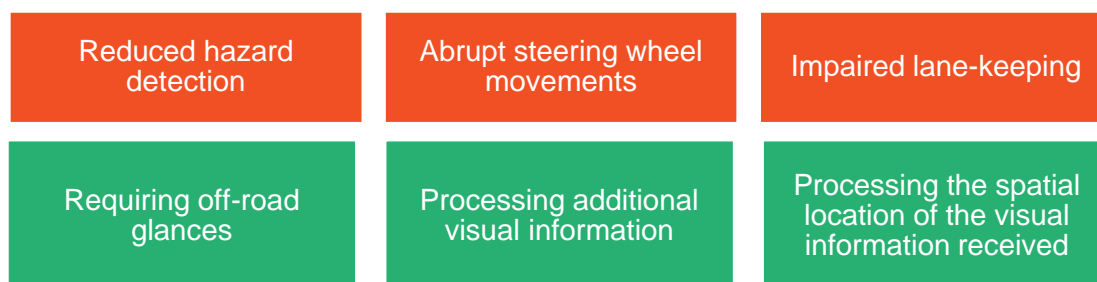 Reduced hazard
detection
Abrupt steering wheel
movements
Impaired lane-keeping
Requiring off-road
glances
Processing additional
visual information
Processing the spatial
location of the visual
information received